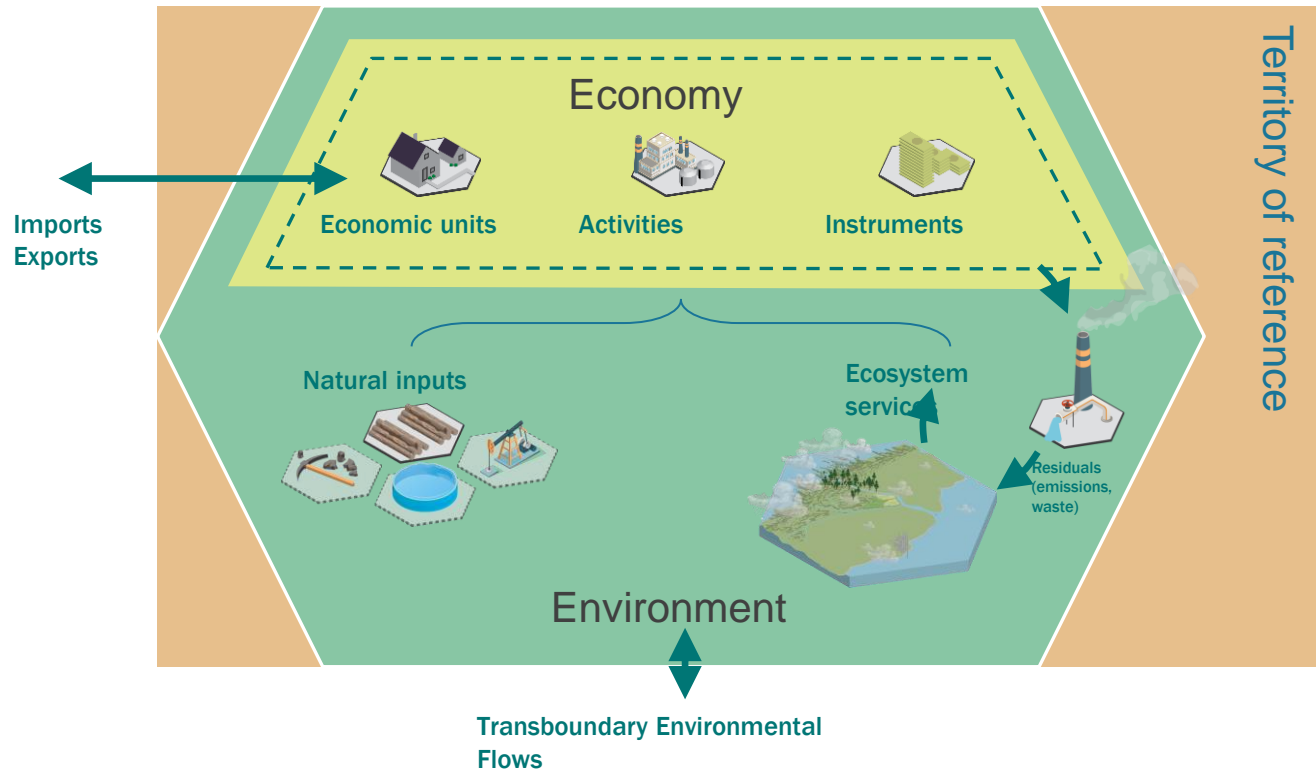 Economy
Territory of reference
Economic units
Activities
Instruments
Imports
Exports
Natural inputs
Ecosystem
services
Residuals
(emissions,
waste)
Environment
Transboundary Environmental
Flows